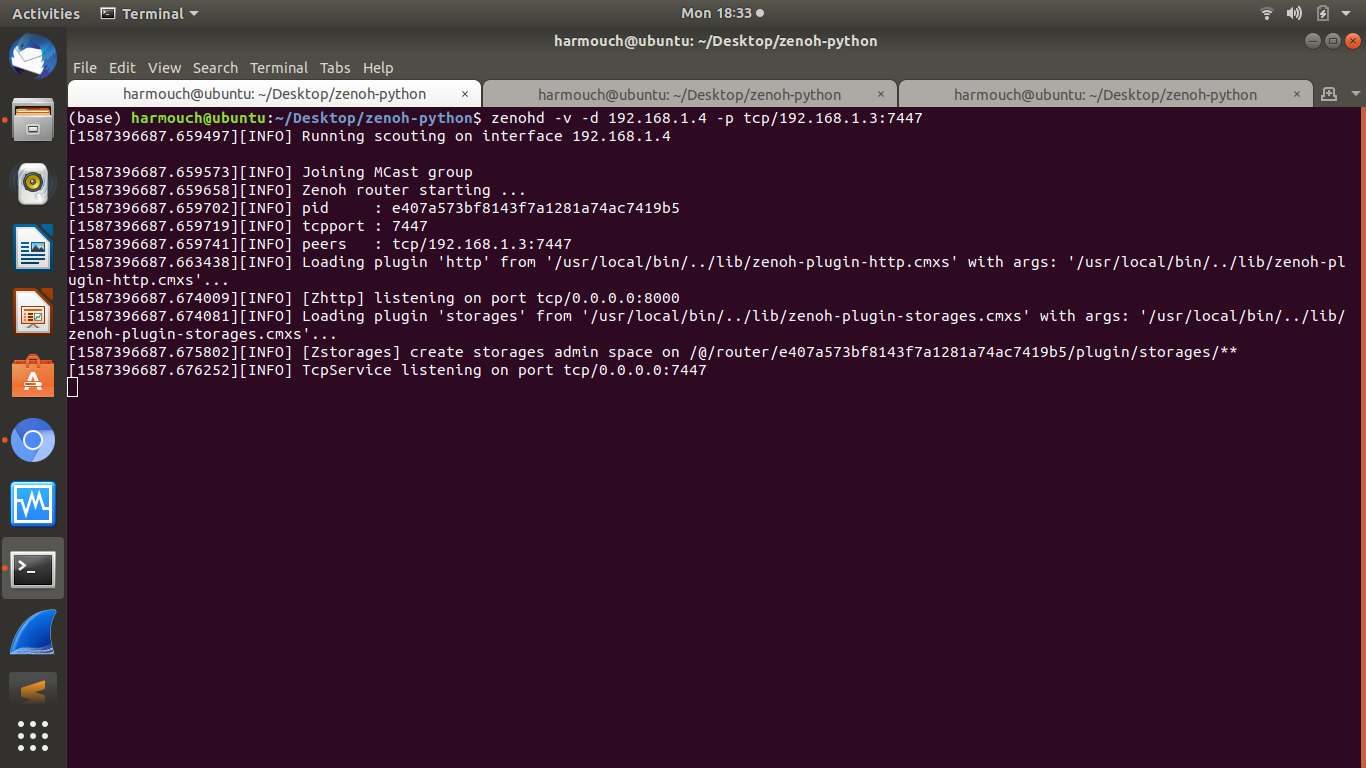 Activities Terminal Mon 18:33
harmouch@ubuntu: ~/Desktop/zenoh-python
File Edit View Search Terminal Tabs Help
harmouch@ubuntu: ~/Desktop/zenoh-python × harmouch@ubuntu: ~/Desktop/zenoh-python × harmouch@ubuntu: ~/Desktop/zenoh-python ×
(base) harmouch@ubuntu:~/Desktop/zenoh-python$ zenohd -v -d 192.168.1.4 -p tcp/192.168.1.3:7447
[1587396687.659497][INFO] Running scouting on interface 192.168.1.4
[1587396687.659573][INFO] Joining MCast group
[1587396687.659658][INFO] Zenoh router starting ...
[1587396687.659702][INFO] pid     : e407a573bf8143f7a1281a74ac7419b5
[1587396687.659719][INFO] tcpport : 7447
[1587396687.659741][INFO] peers   : tcp/192.168.1.3:7447
[1587396687.663438][INFO] Loading plugin 'http' from '/usr/local/bin/../lib/zenoh-plugin-http.cmxs' with args: '/usr/local/bin/../lib/zenoh-pl
ugin-http.cmxs'...
[1587396687.674009][INFO] [Zhttp] listening on port tcp/0.0.0.0:8000
[1587396687.674081][INFO] Loading plugin 'storages' from '/usr/local/bin/../lib/zenoh-plugin-storages.cmxs' with args: '/usr/local/bin/../lib/
zenoh-plugin-storages.cmxs'...
[1587396687.675802][INFO] [Zstorages] create storages admin space on /@/router/e407a573bf8143f7a1281a74ac7419b5/plugin/storages/**
[1587396687.676252][INFO] TcpService listening on port tcp/0.0.0.0:7447